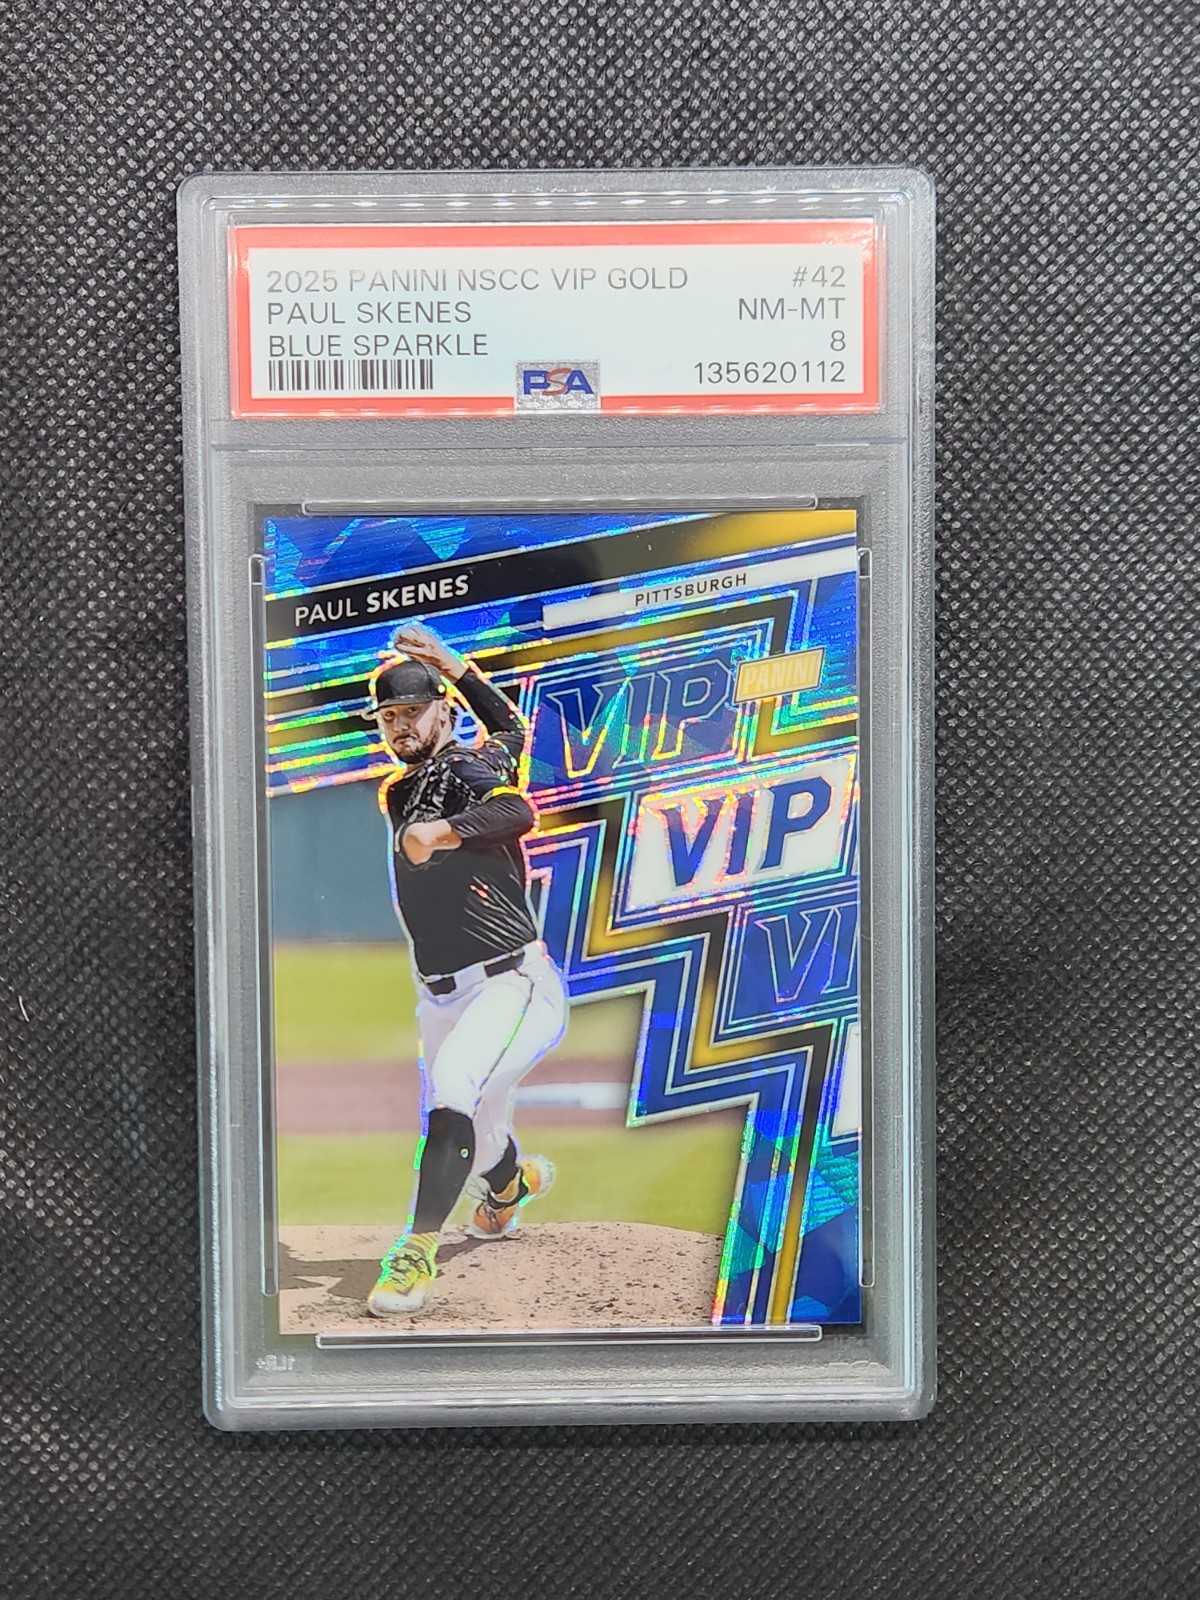 2025 PANINI NSCC VIP GOLD #42
PAUL SKENES NM-MT
BLUE SPARKLE 8
PSA 135620112
PAUL SKENES
PITTSBURGH
VIP
PANINI
VIP
VI